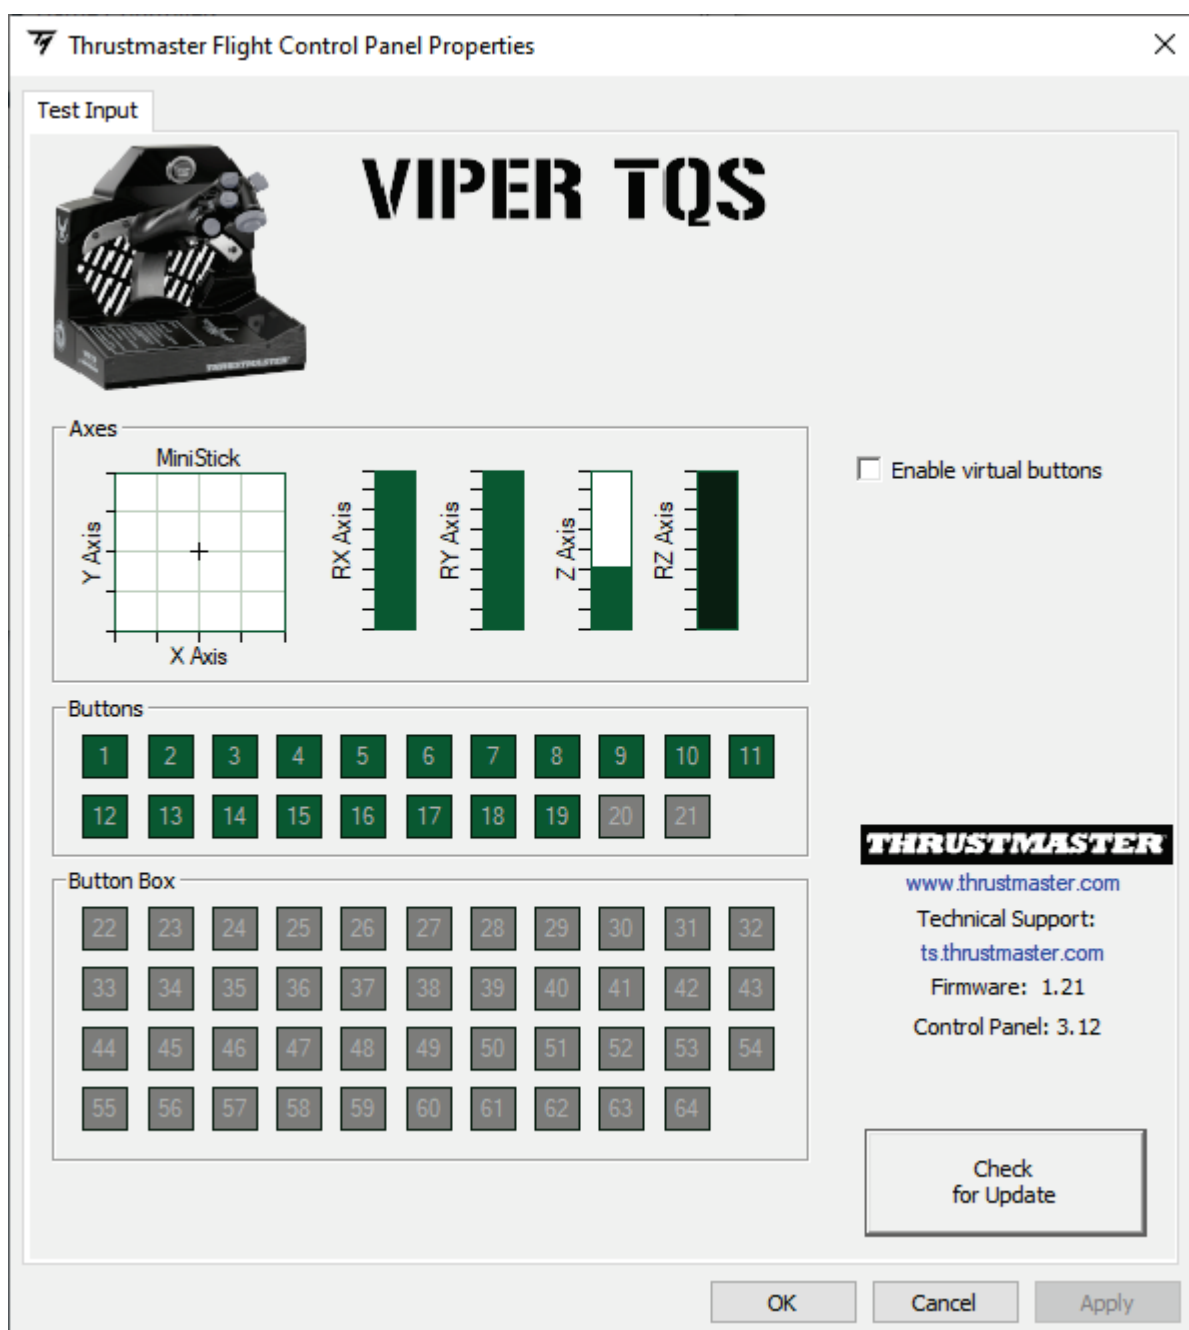 Thrustmaster Flight Control Panel Properties
Test Input
VIPER TQS
THRUSTMASTER
Axes
MiniStick
Y Axis
X Axis
RX Axis
RY Axis
Z Axis
RZ Axis
Enable virtual buttons
Buttons
1 2 3 4 5 6 7 8 9 10 11
12 13 14 15 16 17 18 19 20 21
Button Box
22 23 24 25 26 27 28 29 30 31 32
33 34 35 36 37 38 39 40 41 42 43
44 45 46 47 48 49 50 51 52 53 54
55 56 57 58 59 60 61 62 63 64
THRUSTMASTER
www.thrustmaster.com
Technical Support:
ts.thrustmaster.com
Firmware: 1.21
Control Panel: 3.12
Check
for Update
OK Cancel Apply